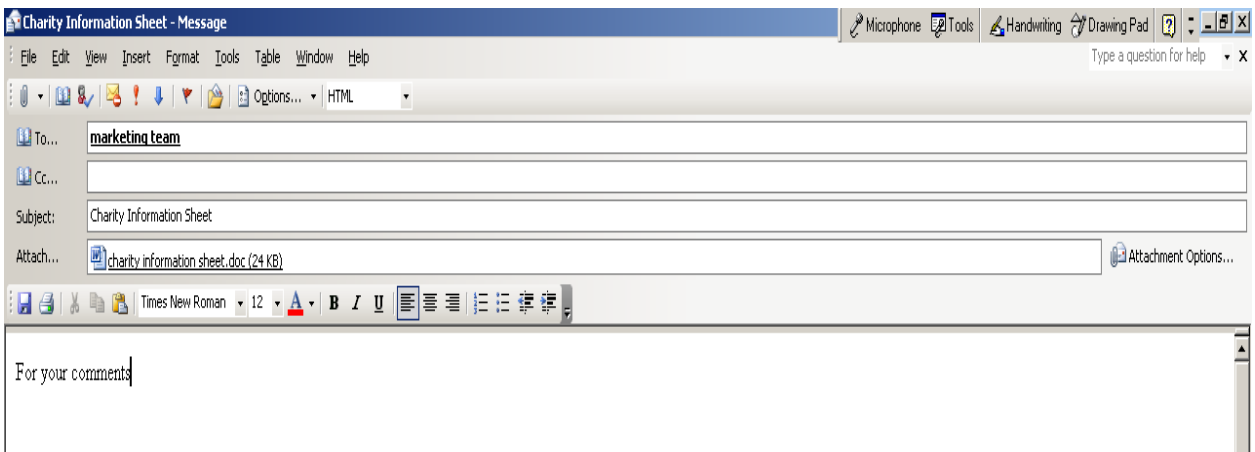 Charity Information Sheet - Message
Microphone Tools Handwriting Drawing Pad
File Edit View Insert Format Tools Table Window Help
Type a question for help
Options... HTML
To... marketing team
Cc...
Subject: Charity Information Sheet
Attach... charity information sheet.doc (24 KB) Attachment Options...
Times New Roman 12 A B I U
For your comments